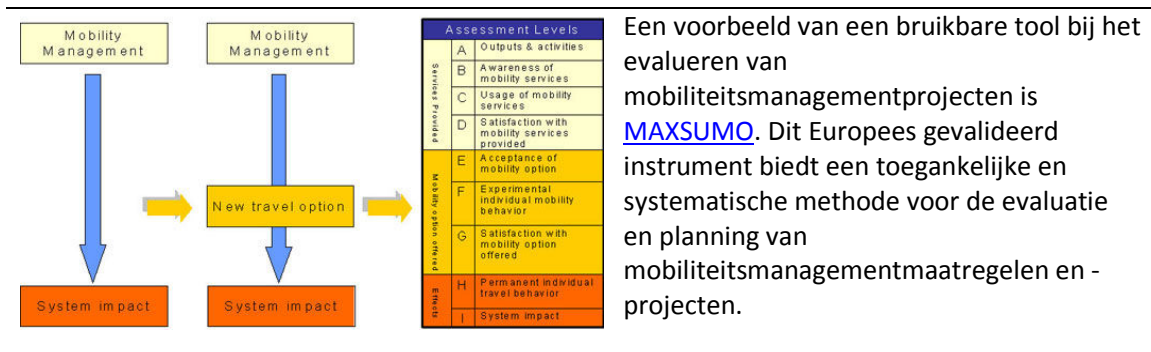 Mobility
Management
System impact
Mobility
Management
New travel option
System impact
Assessment Levels
Services Provided
A Outputs & activities
B Awareness of
mobility services
C Usage of mobility
services
D Satisfaction with
mobility services
provided
Mobility option offered
E Acceptance of
mobility option
F Experimental
individual mobility
behavior
G Satisfaction with
mobility option
offered
Effects
H Permanent individual
travel behavior
I System impact
Een voorbeeld van een bruikbare tool bij het
evalueren van
mobiliteitsmanagementprojecten is
MAXSUMO. Dit Europees gevalideerd
instrument biedt een toegankelijke en
systematische methode voor de evaluatie
en planning van
mobiliteitsmanagementmaatregelen en -
projecten.